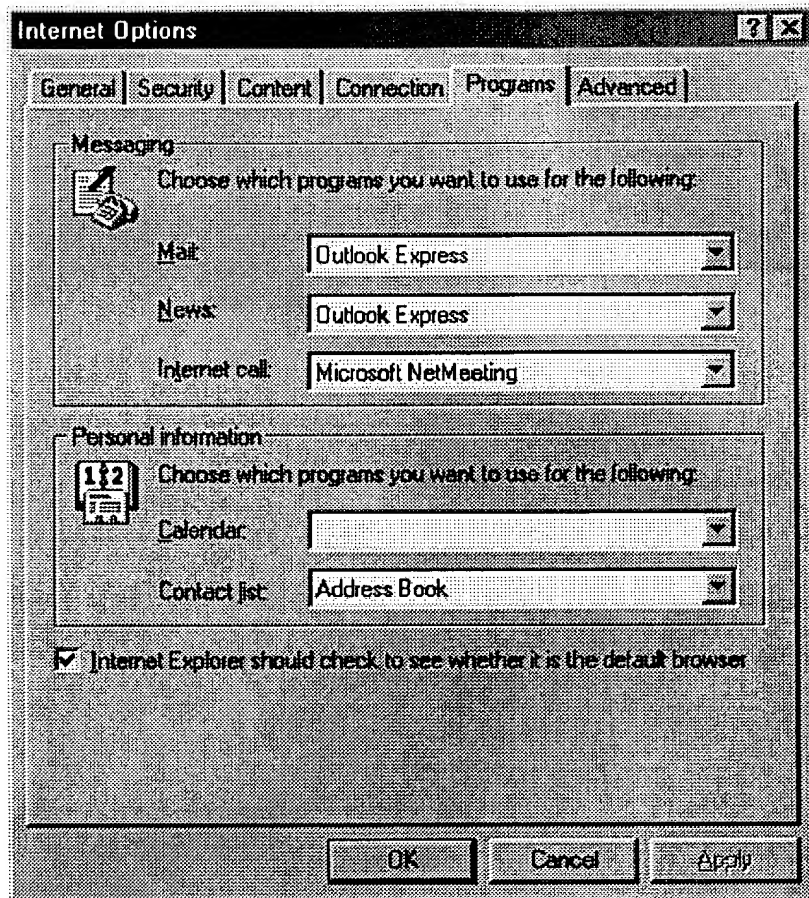 Internet Options
General Security Content Connection Programs Advanced
Messaging
Choose which programs you want to use for the following:
Mail: Outlook Express
News: Outlook Express
Internet call: Microsoft NetMeeting
Personal information
Choose which programs you want to use for the following:
Calendar:
Contact list: Address Book
Internet Explorer should check to see whether it is the default browser
OK Cancel Apply